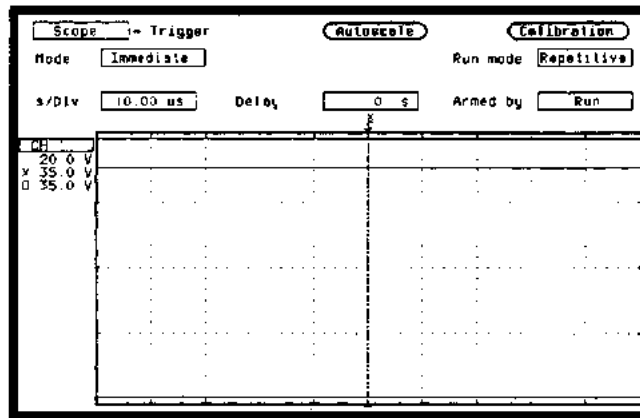 Scope Trigger Autoscale Calibration
Mode Immediate Run mode Repetitive
s/Div 10.00 us Delay 0 s Armed by Run
x
CH
20.0 V
x 35.0 V
o 35.0 V